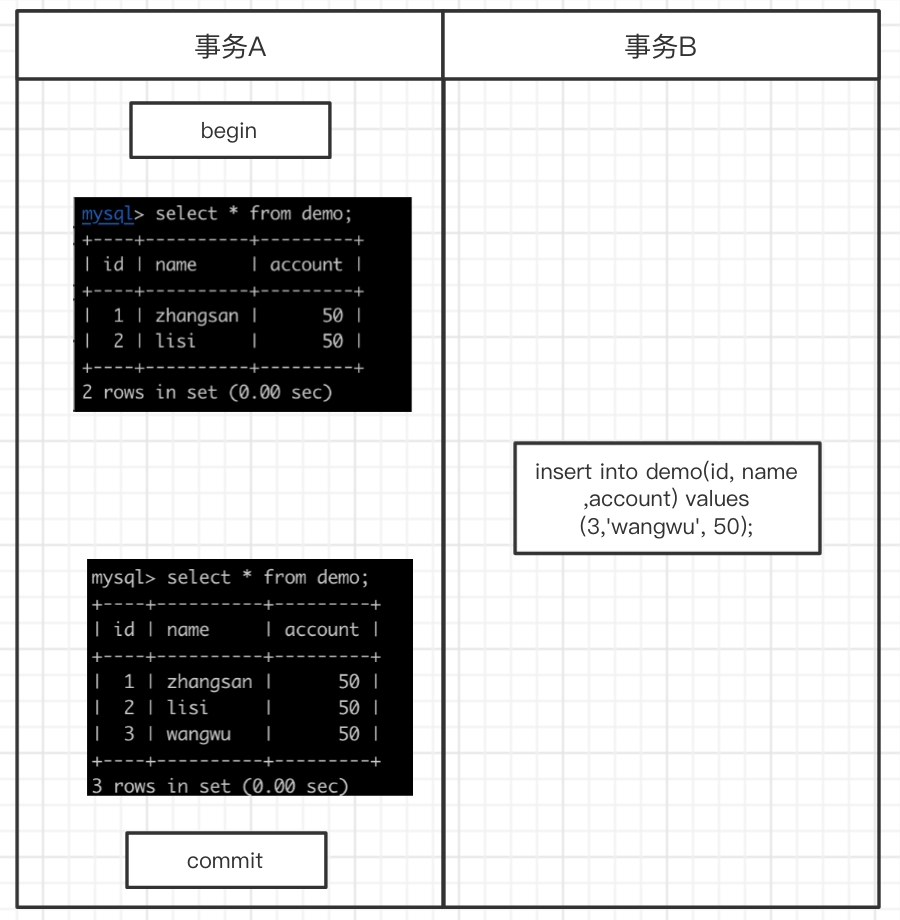 事务A
事务B
begin
mysql> select * from demo;
+----+----------+---------+
| id | name     | account |
+----+----------+---------+
|  1 | zhangsan |      50 |
|  2 | lisi     |      50 |
+----+----------+---------+
2 rows in set (0.00 sec)
insert into demo(id, name
,account) values
(3,'wangwu', 50);
mysql> select * from demo;
+----+----------+---------+
| id | name     | account |
+----+----------+---------+
|  1 | zhangsan |      50 |
|  2 | lisi     |      50 |
|  3 | wangwu   |      50 |
+----+----------+---------+
3 rows in set (0.00 sec)
commit